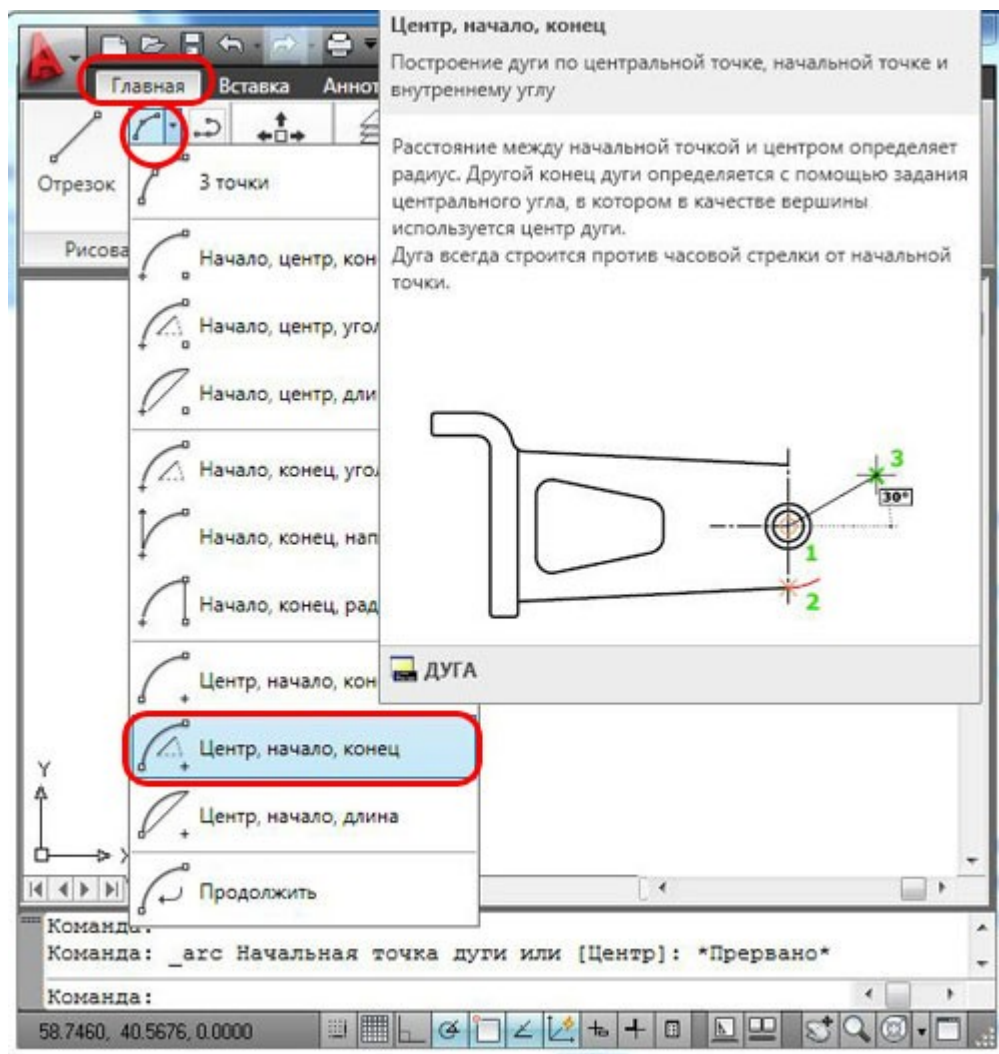 Центр, начало, конец
Построение дуги по центральной точке, начальной точке и
внутреннему углу
Расстояние между начальной точкой и центром определяет
радиус. Другой конец дуги определяется с помощью задания
центрального угла, в котором в качестве вершины
используется центр дуги.
Дуга всегда строится против часовой стрелки от начальной
точки.
3
30°
1
2
ДУГА
Главная Вставка Аннот
Отрезок
Рисова
3 точки
Начало, центр, кон
Начало, центр, угол
Начало, центр, дли
Начало, конец, угол
Начало, конец, нап
Начало, конец, рад
Центр, начало, кон
Центр, начало, конец
Центр, начало, длина
Продолжить
Y
X
Команда:
Команда: _arc Начальная точка дуги или [Центр]: *Прервано*
Команда:
58.7460, 40.5676, 0.0000